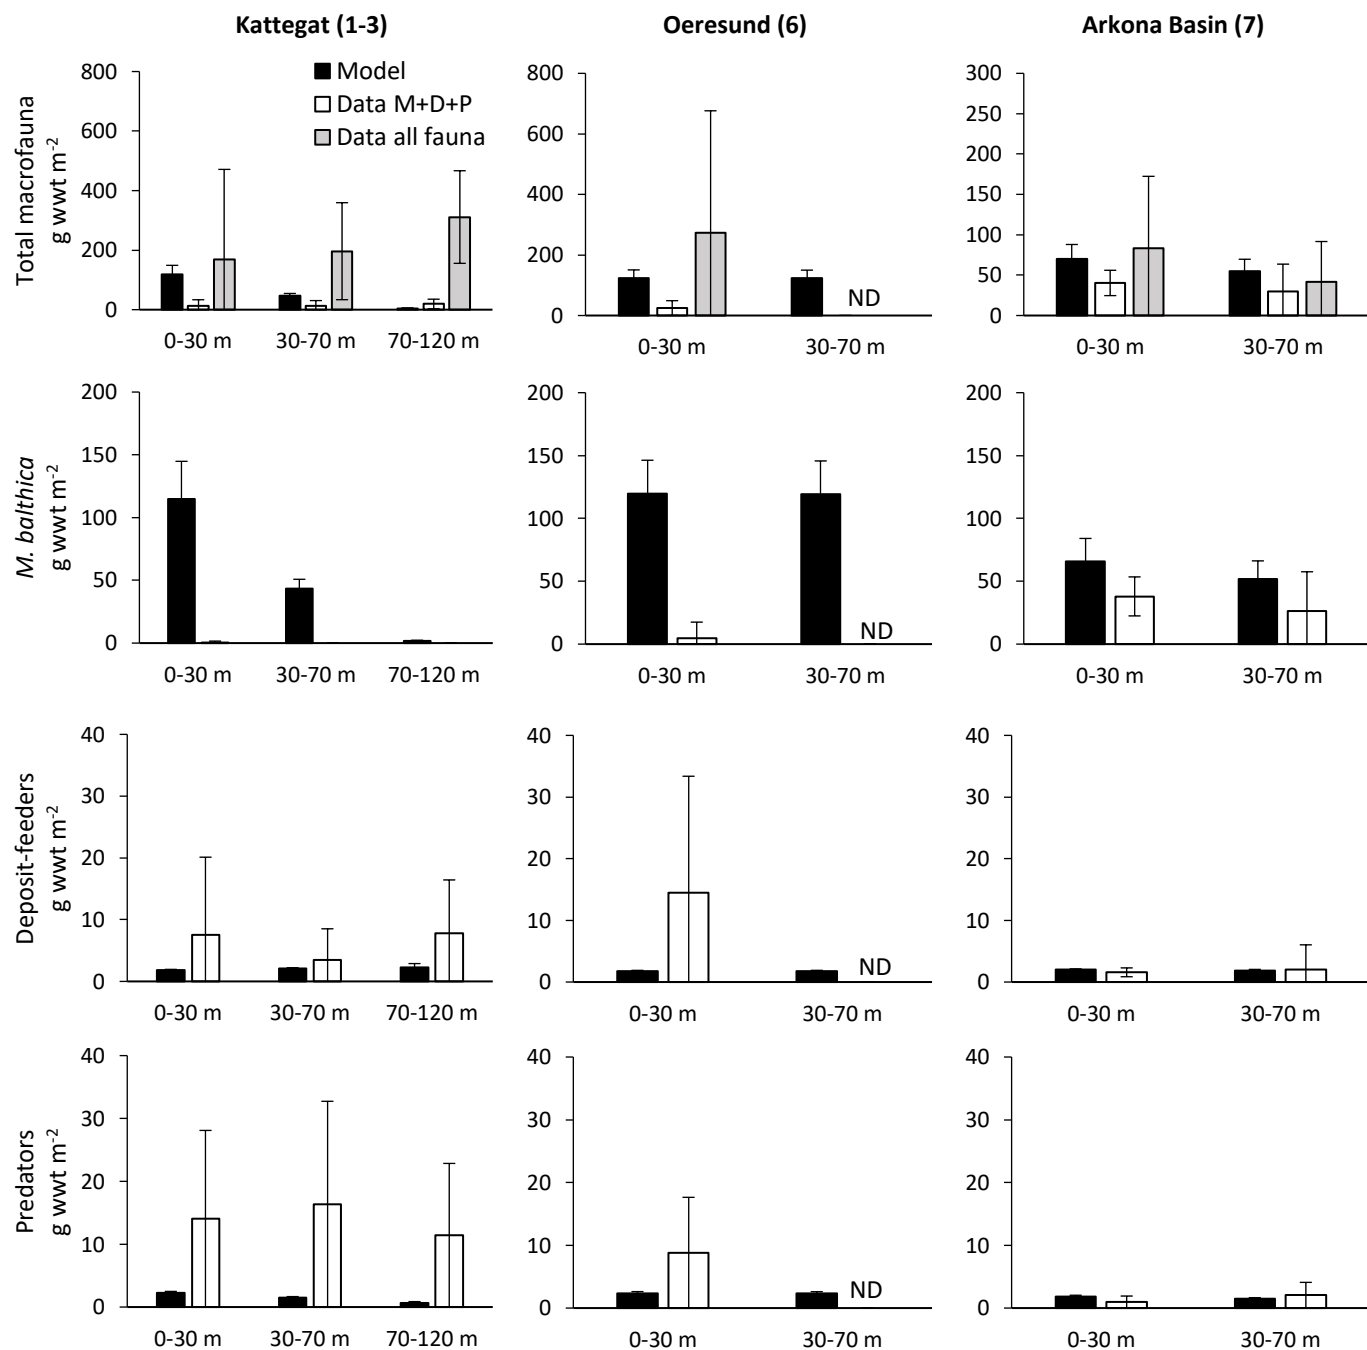 Kattegat (1-3)
Oeresund (6)
Arkona Basin (7)
Total macrofauna
g wwt m-2
800
600
400
200
0
Model
Data M+D+P
Data all fauna
0-30 m
30-70 m
70-120 m
800
600
400
200
0
ND
0-30 m
30-70 m
300
250
200
150
100
50
0
0-30 m
30-70 m
M. balthica
g wwt m-2
200
150
100
50
0
0-30 m
30-70 m
70-120 m
200
150
100
50
0
ND
0-30 m
30-70 m
200
150
100
50
0
0-30 m
30-70 m
Deposit-feeders
g wwt m-2
40
30
20
10
0
0-30 m
30-70 m
70-120 m
40
30
20
10
0
ND
0-30 m
30-70 m
40
30
20
10
0
0-30 m
30-70 m
Predators
g wwt m-2
40
30
20
10
0
0-30 m
30-70 m
70-120 m
40
30
20
10
0
ND
0-30 m
30-70 m
40
30
20
10
0
0-30 m
30-70 m